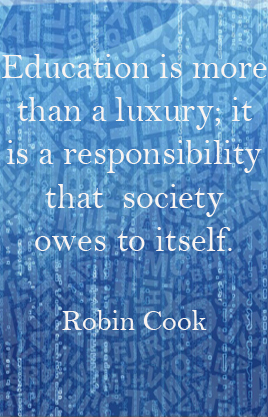 Education is more
than a luxury; it
is a responsibility
that society
owes to itself.
Robin Cook